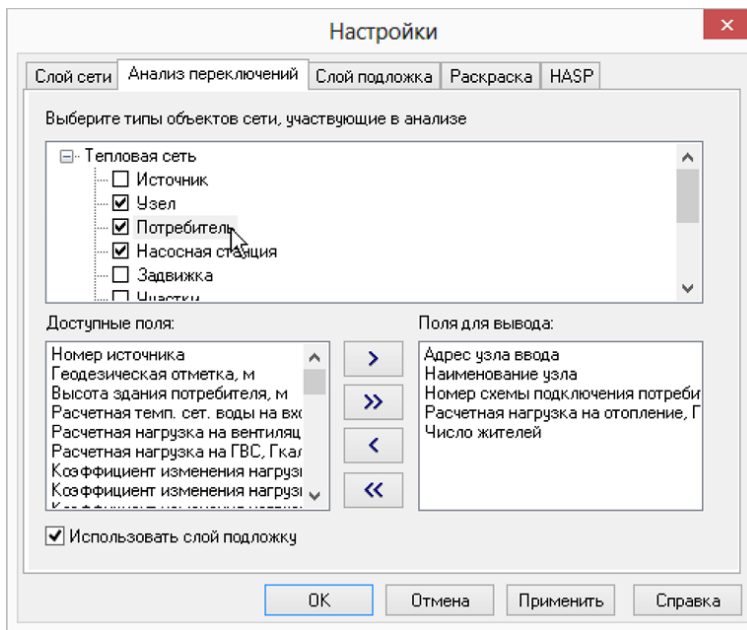 Настройки
Слой сети Анализ переключений Слой подложка Раскраска HASP
Выберите типы объектов сети, участвующие в анализе
Тепловая сеть
Источник
Узел
Потребитель
Насосная станция
Задвижка
Участки
Доступные поля:
Номер источника
Геодезическая отметка, м
Высота здания потребителя, м
Расчетная темп. сет. воды на вхо
Расчетная нагрузка на вентиляц
Расчетная нагрузка на ГВС, Гкал
Коэффициент изменения нагрузк
Коэффициент изменения нагрузк
>
>>
<
<<
Поля для вывода:
Адрес узла ввода
Наименование узла
Номер схемы подключения потреби
Расчетная нагрузка на отопление, Г
Число жителей
Использовать слой подложку
OK Отмена Применить Справка